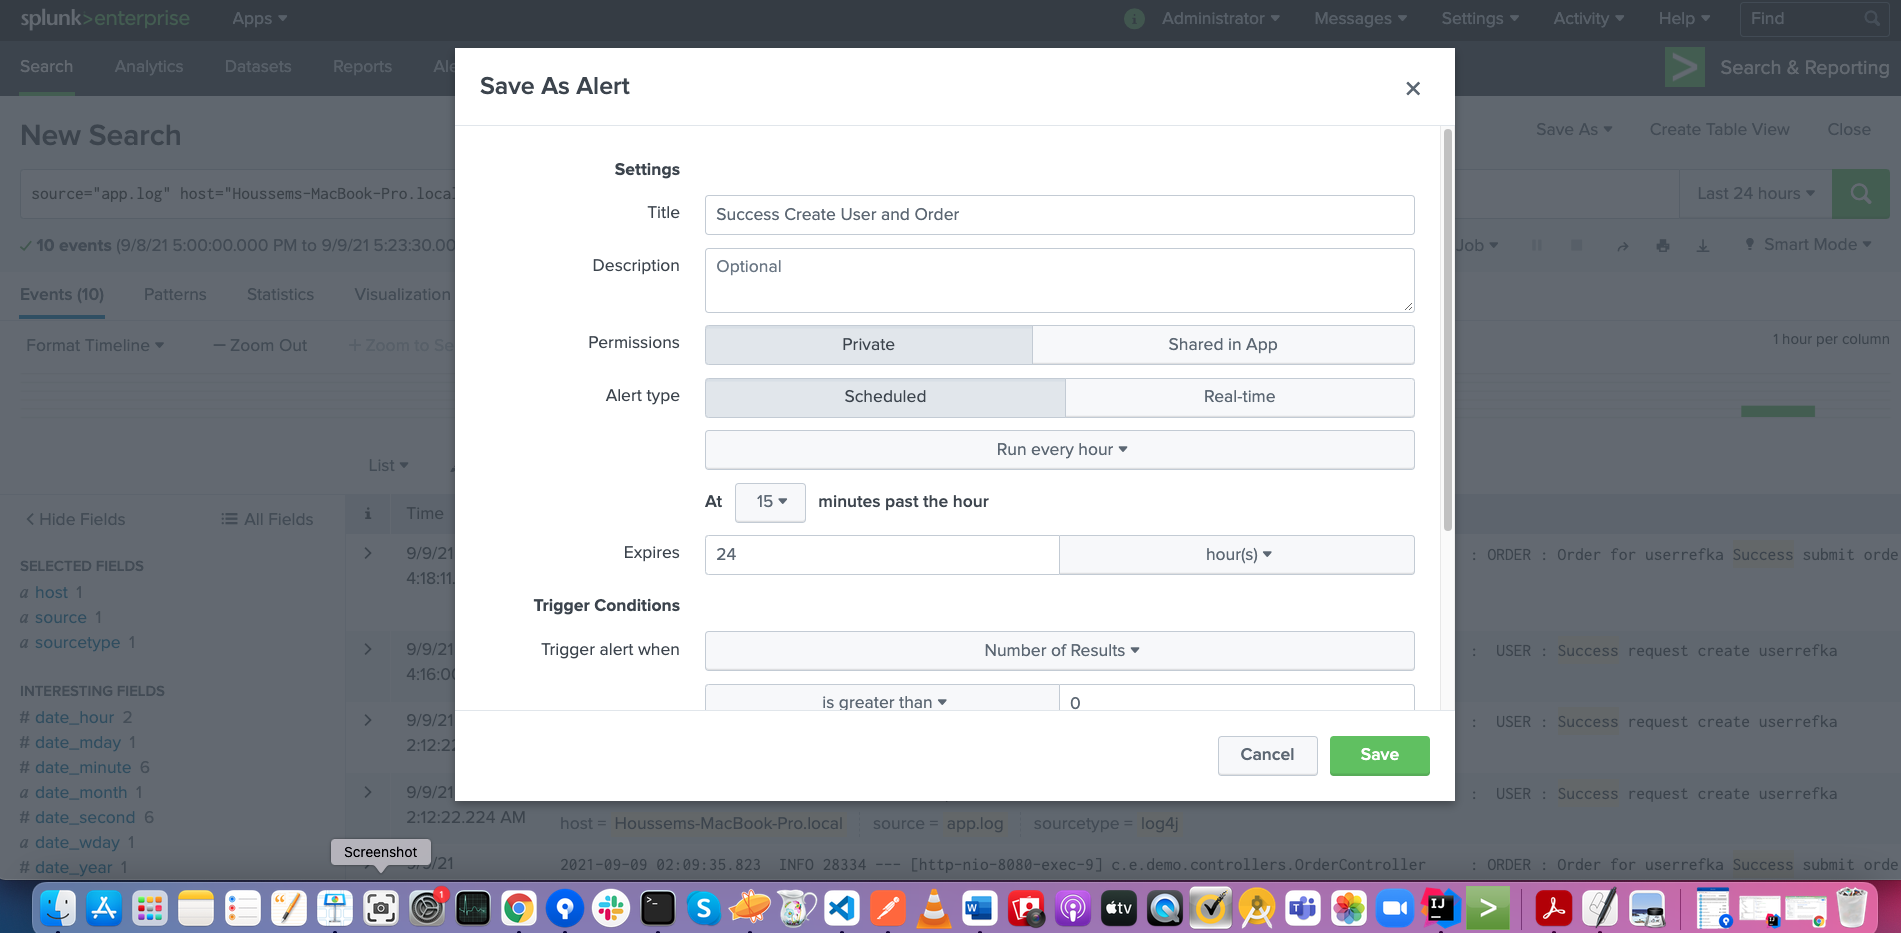 splunk>enterprise Apps Administrator Messages Settings Activity Help Find
Search Analytics Datasets Reports Search & Reporting
New Search Save As Create Table View Close
source="app.log" host="Houssems-MacBook-Pro.local Last 24 hours
10 events (9/8/21 5:00:00.000 PM to 9/9/21 5:23:30.00 Job Smart Mode
Events (10) Patterns Statistics Visualization
Format Timeline — Zoom Out + Zoom to Se 1 hour per column
List
Hide Fields All Fields i Time
SELECTED FIELDS
a host 1
a source 1
a sourcetype 1
INTERESTING FIELDS
# date_hour 2
# date_mday 1
# date_minute 6
a date_month 1
# date_second 6
a date_wday 1
# date_year 1
9/9/21
4:18:11. : ORDER : Order for userrefka Success submit orde
9/9/21
4:16:00 : USER : Success request create userrefka
9/9/21
2:12:22 : USER : Success request create userrefka
9/9/21 : USER : Success request create userrefka
2:12:22.224 AM
host = Houssems-MacBook-Pro.local source = app.log sourcetype = log4j
9/9/21 2021-09-09 02:09:35.823 INFO 28334 --- [http-nio-8080-exec-9] c.e.demo.controllers.OrderController : ORDER : Order for userrefka Success submit orde
Save As Alert
Settings
Title Success Create User and Order
Description Optional
Permissions Private Shared in App
Alert type Scheduled Real-time
Run every hour
At 15 minutes past the hour
Expires 24 hour(s)
Trigger Conditions
Trigger alert when Number of Results
is greater than 0
Cancel Save
Screenshot
1
tv
W
S
IJ